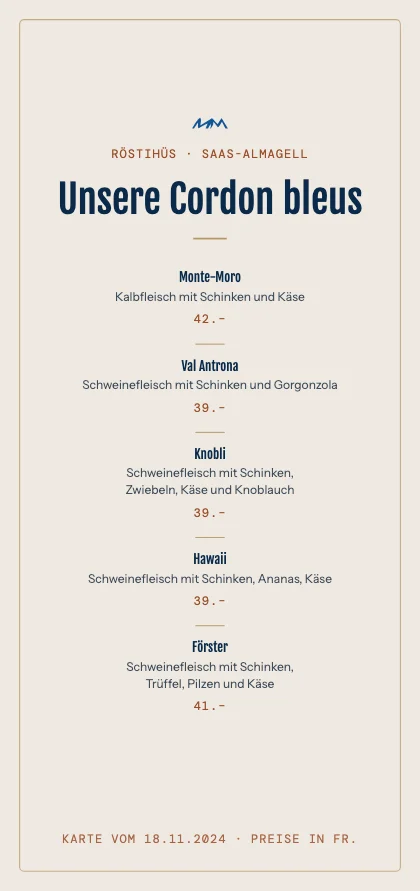 RÖSTIHÜS · SAAS-ALMAGELL
Unsere Cordon bleus
Monte-Moro
Kalbfleisch mit Schinken und Käse
42.–
Val Antrona
Schweinefleisch mit Schinken und Gorgonzola
39.–
Knobli
Schweinefleisch mit Schinken,
Zwiebeln, Käse und Knoblauch
39.–
Hawaii
Schweinefleisch mit Schinken, Ananas, Käse
39.–
Förster
Schweinefleisch mit Schinken,
Trüffel, Pilzen und Käse
41.–
KARTE VOM 18.11.2024 · PREISE IN FR.